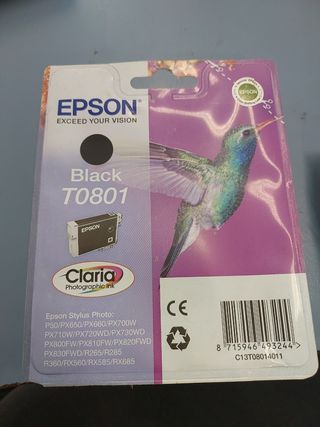 EPSON
EXCEED YOUR VISION
Black
T0801
EPSON
Claria
Photographic Ink
Epson Stylus Photo:
P50/PX650/PX660/PX700W
PX710W/PX720WD/PX730WD
PX800FW/PX810FW/PX820FWD
PX830FWD/R265/R285
R360/RX560/RX585/RX685
CE
8 715946 493244 >
C13T08014011